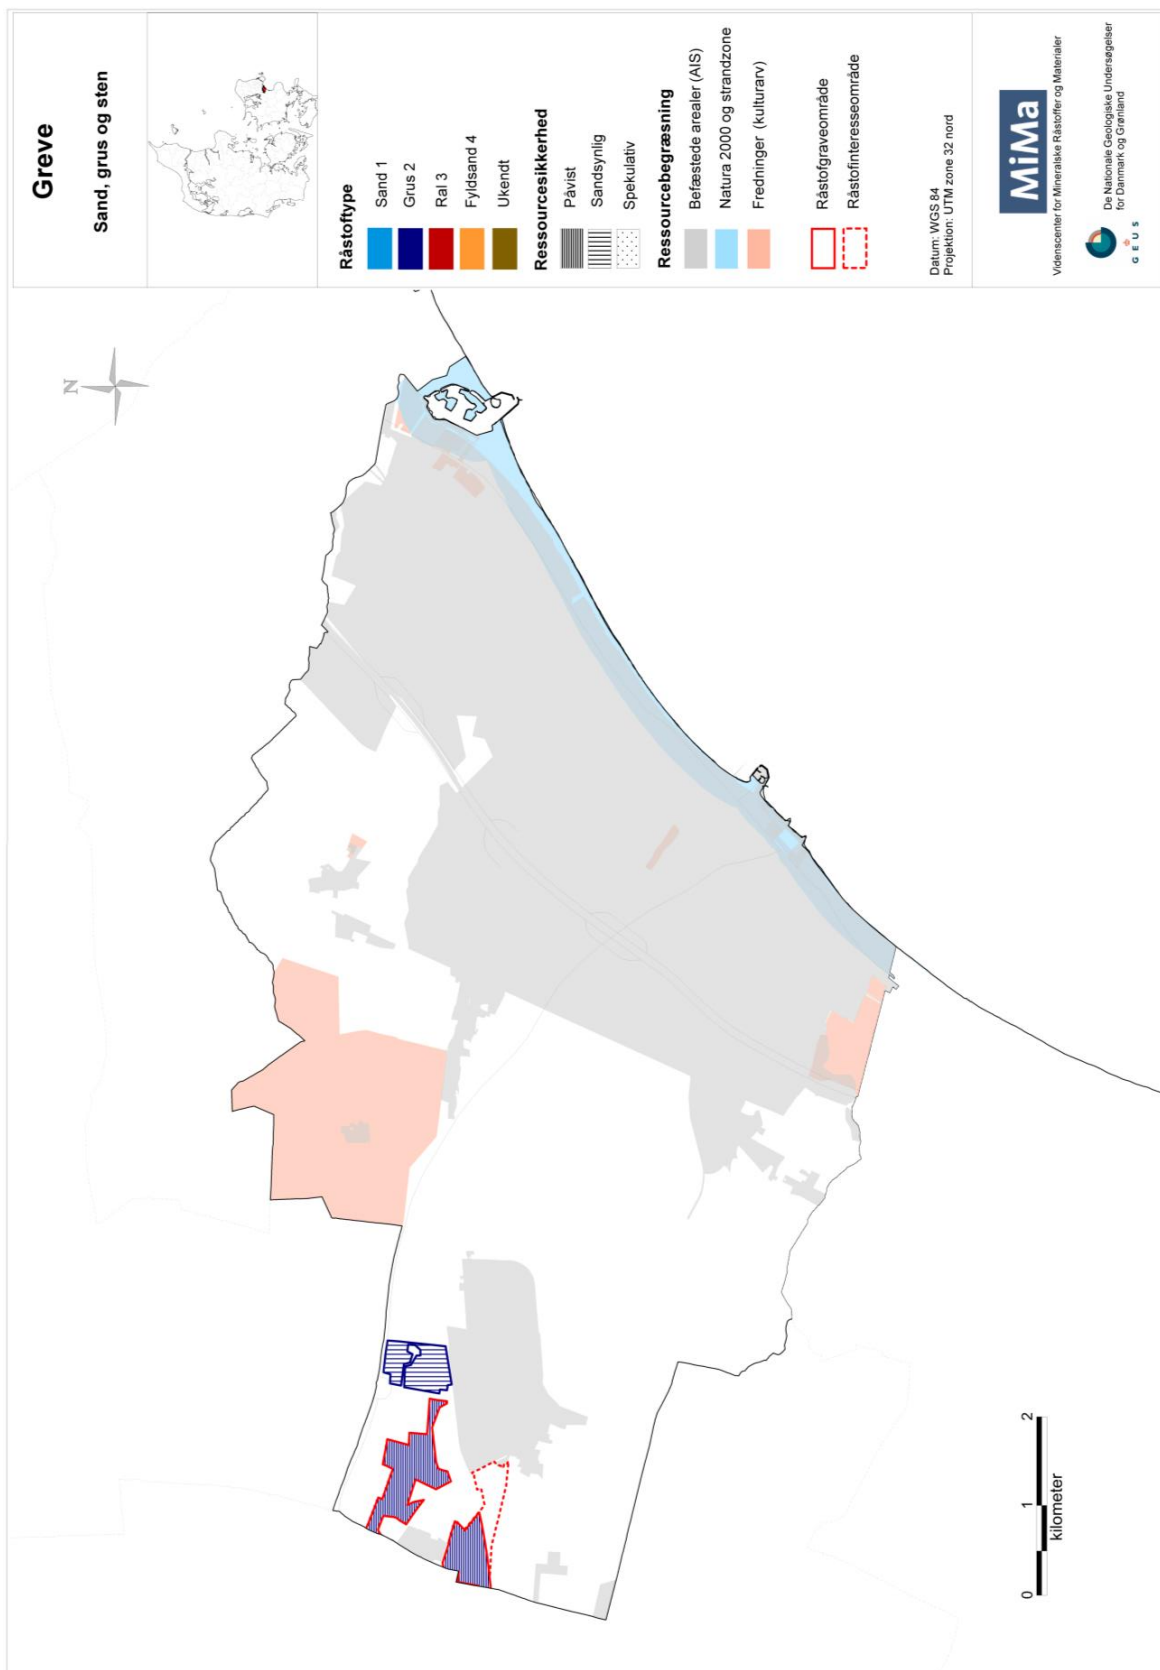 Greve
Sand, grus og sten
Råstoftype
Sand 1
Grus 2
Ral 3
Fyldsand 4
Ukendt
Ressourcesikkerhed
Påvist
Sandsynlig
Spekulativ
Ressourcebegræsning
Befæstede arealer (AIS)
Natura 2000 og strandzone
Fredninger (kulturarv)
Råstofgraveområde
Råstofinteresseområde
Datum: WGS 84
Projektion: UTM zone 32 nord
MiMa
Videnscenter for Mineralske Råstoffer og Materialer
G E U S
De Nationale Geologiske Undersøgelser
for Danmark og Grønland
N
0 1 2
kilometer